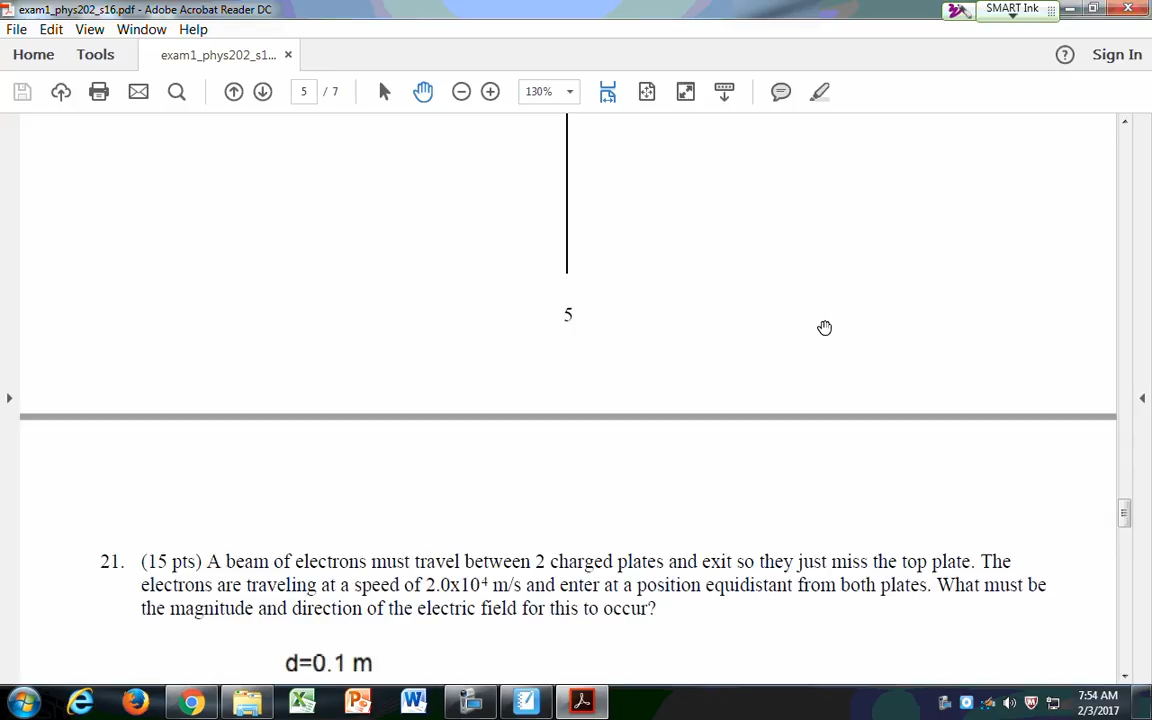 exam1_phys202_s16.pdf - Adobe Acrobat Reader DC
SMART Ink
File Edit View Window Help
Home Tools exam1_phys202_s1... × Sign In
5 / 7 130%
5
21. (15 pts) A beam of electrons must travel between 2 charged plates and exit so they just miss the top plate. The
electrons are traveling at a speed of 2.0x10⁴ m/s and enter at a position equidistant from both plates. What must be
the magnitude and direction of the electric field for this to occur?
d=0.1 m
7:54 AM
2/3/2017